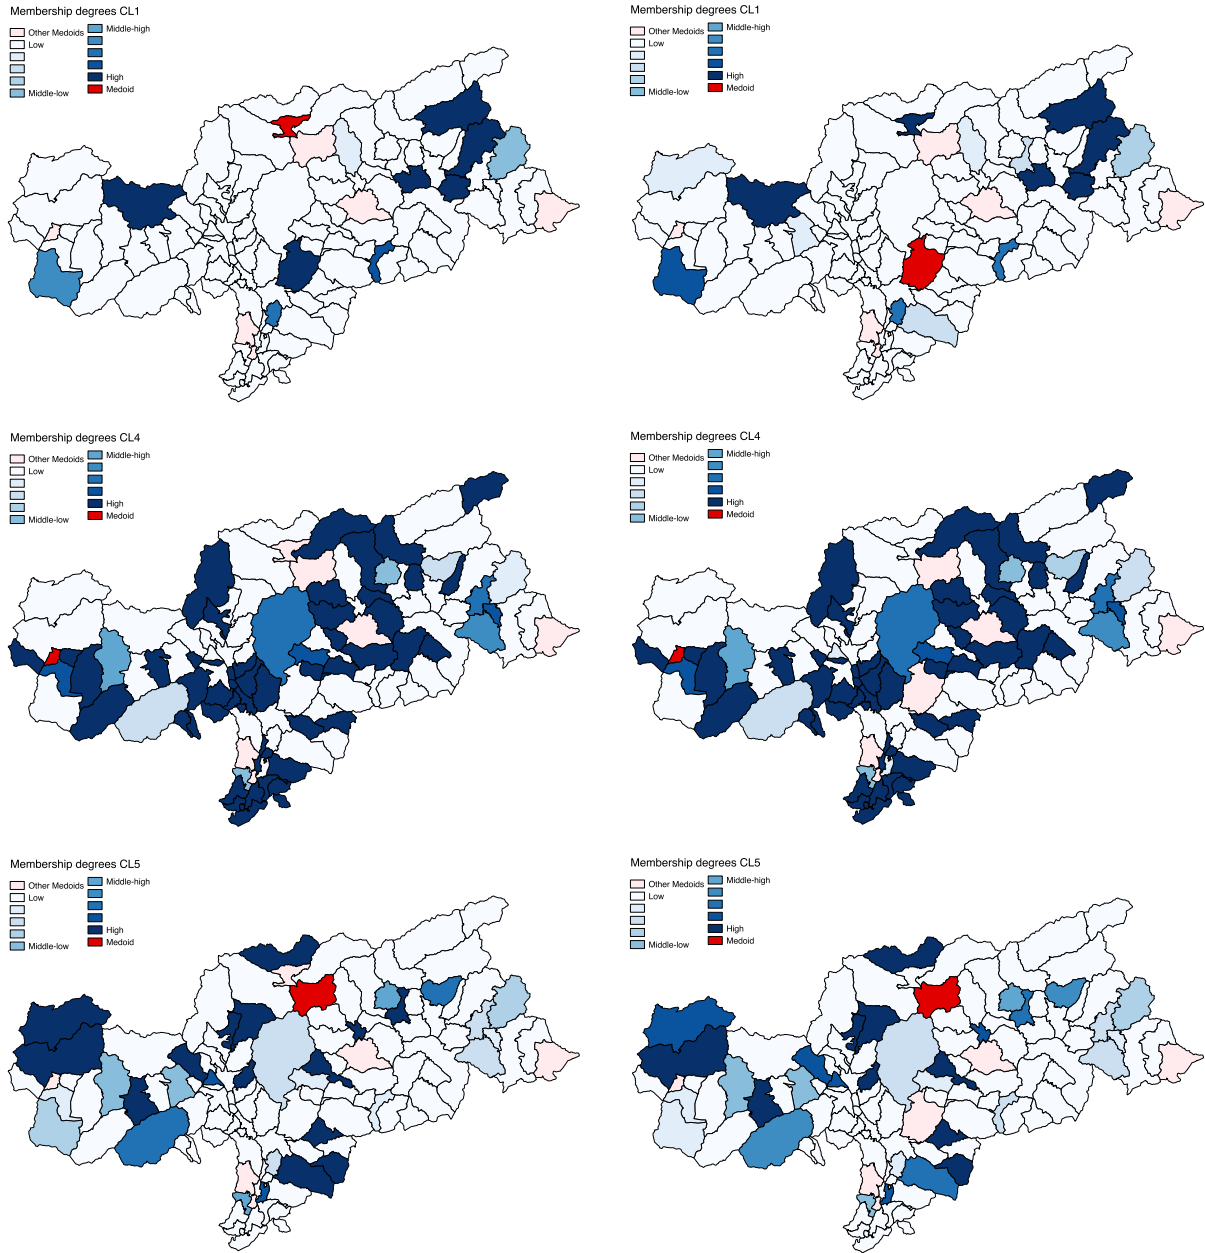 Membership degrees CL1
Other Medoids
Low
Middle-low
Middle-high
High
Medoid
Membership degrees CL1
Other Medoids
Low
Middle-low
Middle-high
High
Medoid
Membership degrees CL4
Other Medoids
Low
Middle-low
Middle-high
High
Medoid
Membership degrees CL4
Other Medoids
Low
Middle-low
Middle-high
High
Medoid
Membership degrees CL5
Other Medoids
Low
Middle-low
Middle-high
High
Medoid
Membership degrees CL5
Other Medoids
Low
Middle-low
Middle-high
High
Medoid